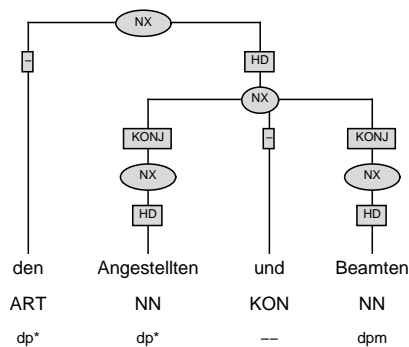 NX
– HD
NX
KONJ – KONJ
NX NX
HD HD
den Angestellten und Beamten
ART NN KON NN
dp* dp* –– dpm